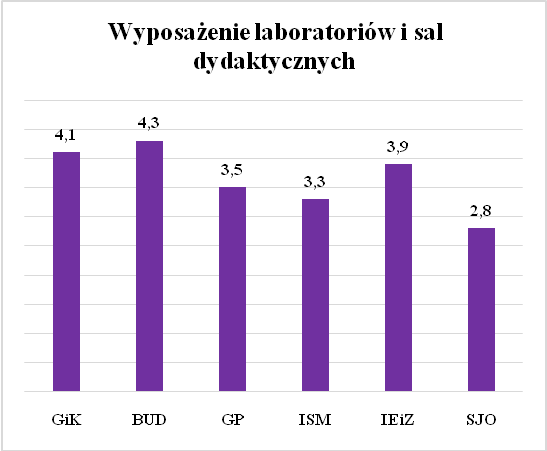 Wyposażenie laboratoriów i sal
dydaktycznych
4,1
4,3
3,5
3,3
3,9
2,8
GiK
BUD
GP
ISM
IEiZ
SJO